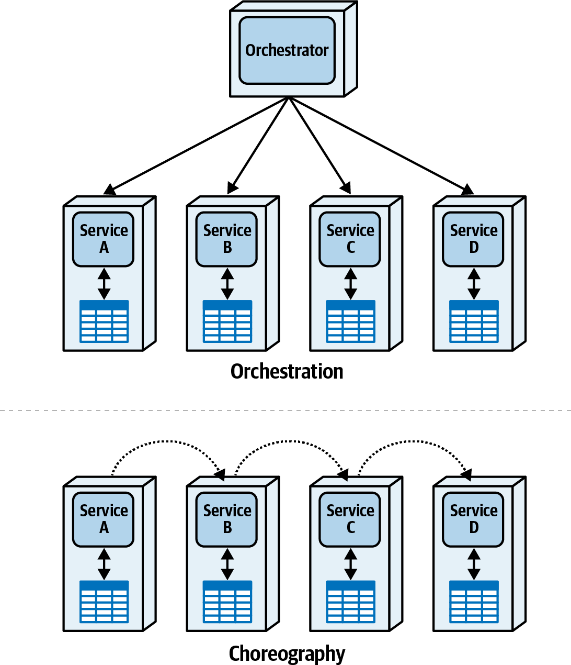 Orchestrator
Service
A
Service
B
Service
C
Service
D
Orchestration
Service
A
Service
B
Service
C
Service
D
Choreography